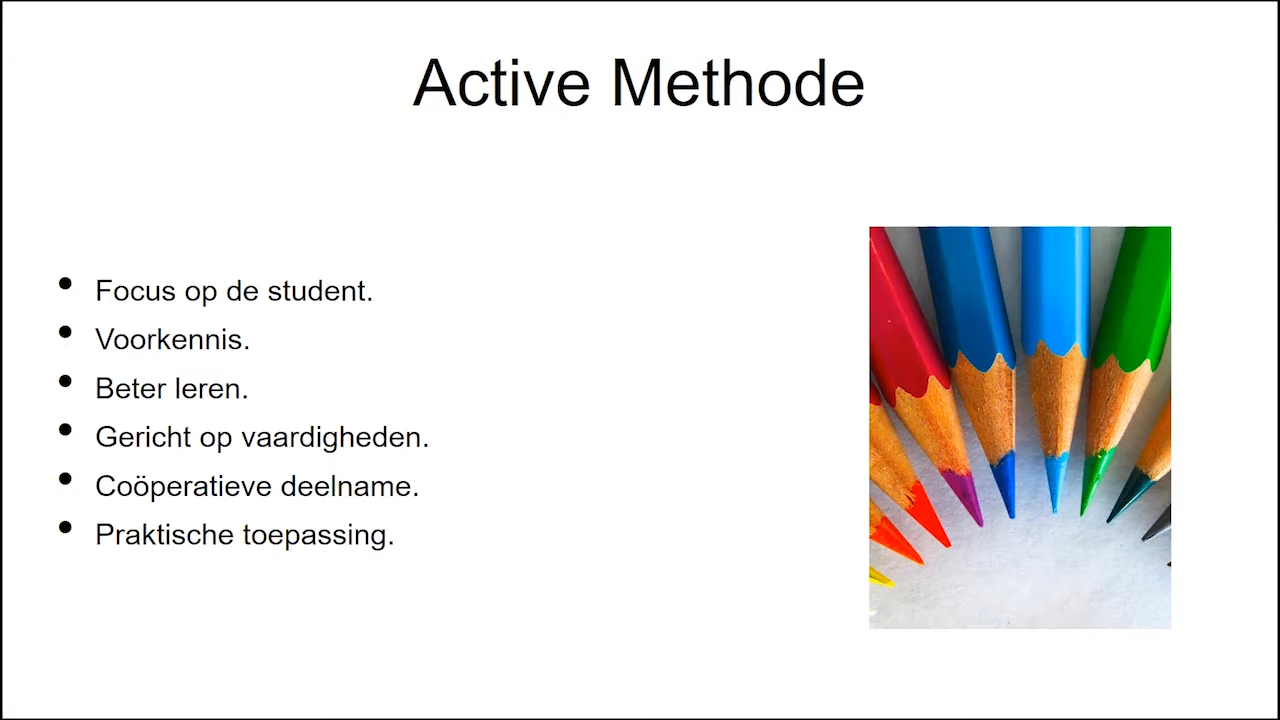 Active Methode
Focus op de student.
Voorkennis.
Beter leren.
Gericht op vaardigheden.
Coöperatieve deelname.
Praktische toepassing.